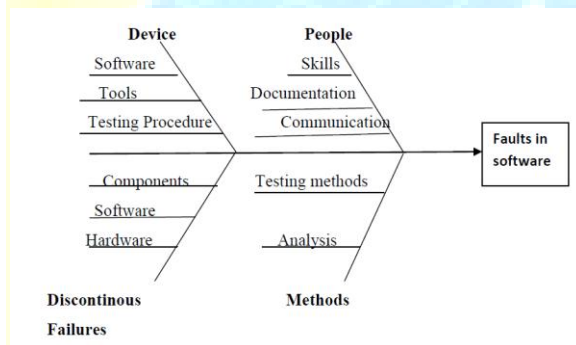 Device
People
Software
Skills
Tools
Documentation
Testing Procedure
Communication
Faults in
software
Components
Testing methods
Software
Hardware
Analysis
Discontinous
Methods
Failures